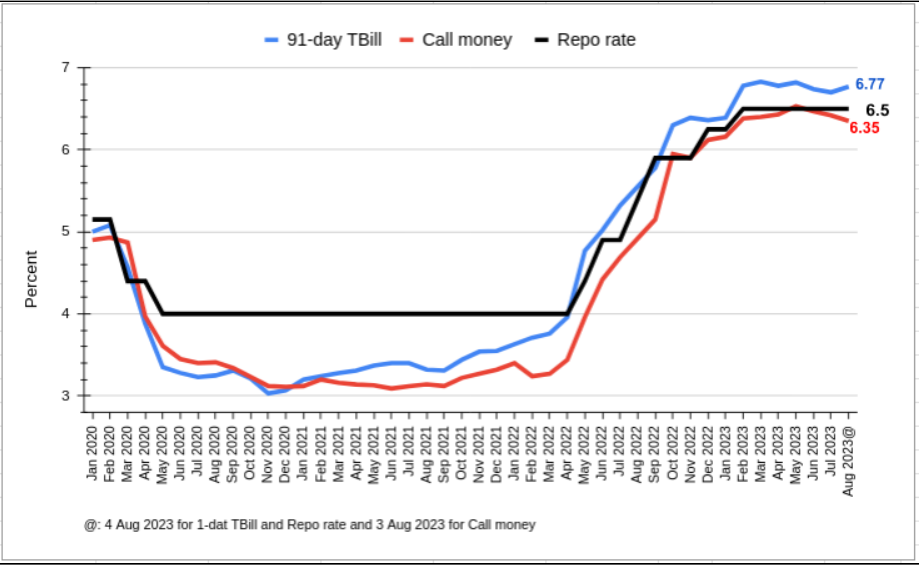 91-day TBill Call money Repo rate
7
6.77
6.5
6.35
6
5
4
3
Percent
Jan 2020
Feb 2020
Mar 2020
Apr 2020
May 2020
Jun 2020
Jul 2020
Aug 2020
Sep 2020
Oct 2020
Nov 2020
Dec 2020
Jan 2021
Feb 2021
Mar 2021
Apr 2021
May 2021
Jun 2021
Jul 2021
Aug 2021
Sep 2021
Oct 2021
Nov 2021
Dec 2021
Jan 2022
Feb 2022
Mar 2022
Apr 2022
May 2022
Jun 2022
Jul 2022
Aug 2022
Sep 2022
Oct 2022
Nov 2022
Dec 2022
Jan 2023
Feb 2023
Mar 2023
Apr 2023
May 2023
Jun 2023
Jul 2023
Aug 2023@
@: 4 Aug 2023 for 1-dat TBill and Repo rate and 3 Aug 2023 for Call money